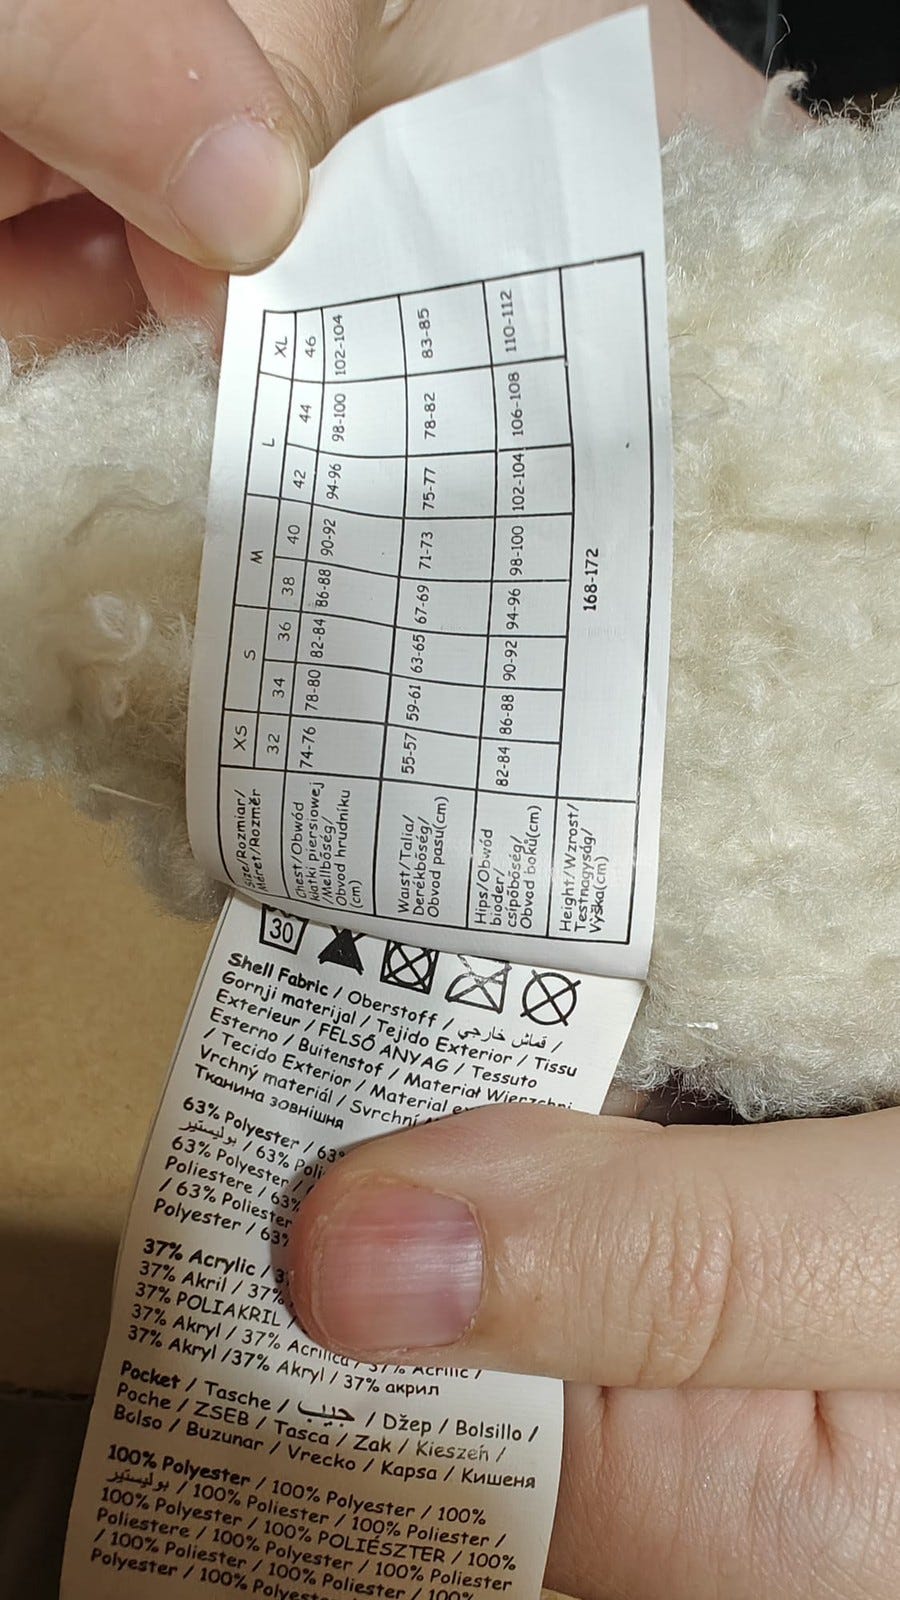 Size/Rozmiar/ XS S M L XL
Méret/Rozměr 32 34 36 38 40 42 44 46
Chest/Obwód 74-76 78-80 82-84 86-88 90-92 94-96 98-100 102-104
klatki piersiowej
/Mellbőség/
Obvod hrudníku
(cm)
Waist/Talia/ 55-57 59-61 63-65 67-69 71-73 75-77 78-82 83-85
Derékbőség/
Obvod pasu(cm)
Hips/Obwód 82-84 86-88 90-92 94-96 98-100 102-104 106-108 110-112
bioder/
csípőbőség/
Obvod boků(cm)
Height/Wzrost/ 168-172
Testnagyság/
Výška(cm)
30
Shell Fabric / Oberstoff / قماش خارجي /
Gornji materijal / Tejido Exterior / Tissu
Exterieur / FELSŐ ANYAG / Tessuto
Esterno / Buitenstof / Materiał Wierzchni
/ Tecido Exterior / Material
Vrchný materiál / Svrchní
Тканина зовнішня
63% Polyester / 63%
بوليستير / 63%
63% Polyester /
Poliestere / 63%
/ 63% Poliester
Polyester / 63%
37% Acrylic /
37% Akril / 37%
37% POLIAKRIL /
37% Akryl / 37% Acrilica / 37% Acrilic /
37% Akryl /37% Akryl / 37% акрил
Pocket / Tasche / جيب / Džep / Bolsillo /
Poche / ZSEB / Tasca / Zak / Kieszeń /
Bolso / Buzunar / Vrecko / Kapsa / Кишеня
100% Polyester / 100% Polyester / 100%
بوليستير / 100% Poliester / 100% Poliester /
100% Polyester / 100% POLIÉSZTER / 100%
Poliestere / 100% Polyester / 100% Poliester
/ 100% Poliester / 100% Poliester / 100%
Polyester / 100% Polyester